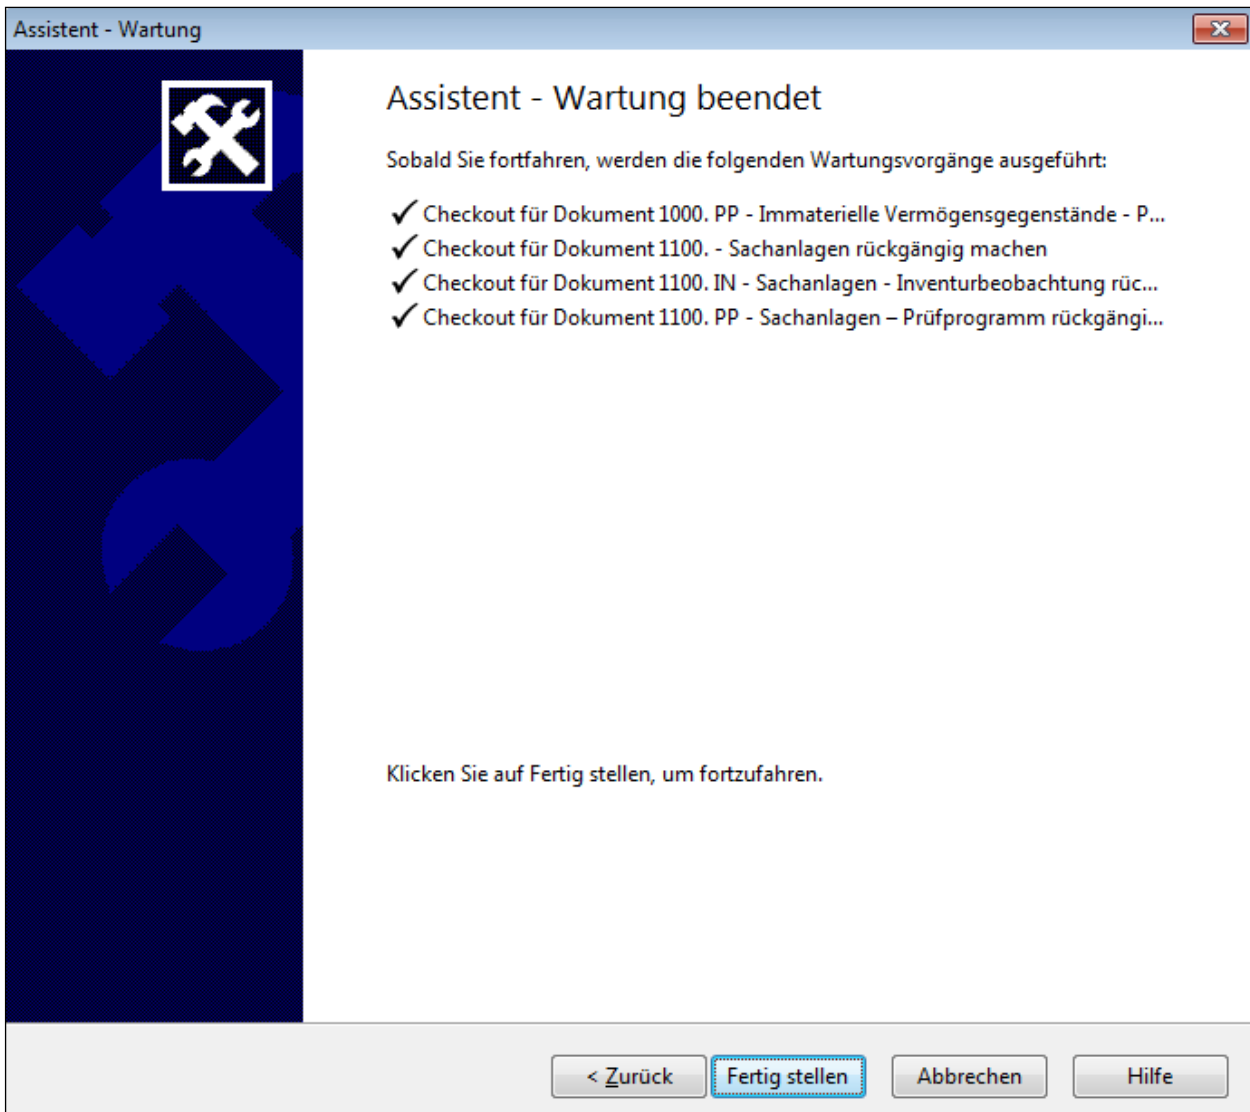 Assistent - Wartung
Assistent - Wartung beendet
Sobald Sie fortfahren, werden die folgenden Wartungsvorgänge ausgeführt:
Checkout für Dokument 1000. PP - Immaterielle Vermögensgegenstände - P...
Checkout für Dokument 1100. - Sachanlagen rückgängig machen
Checkout für Dokument 1100. IN - Sachanlagen - Inventurbeobachtung rüc...
Checkout für Dokument 1100. PP - Sachanlagen – Prüfprogramm rückgängi...
Klicken Sie auf Fertig stellen, um fortzufahren.
< Zurück Fertig stellen Abbrechen Hilfe